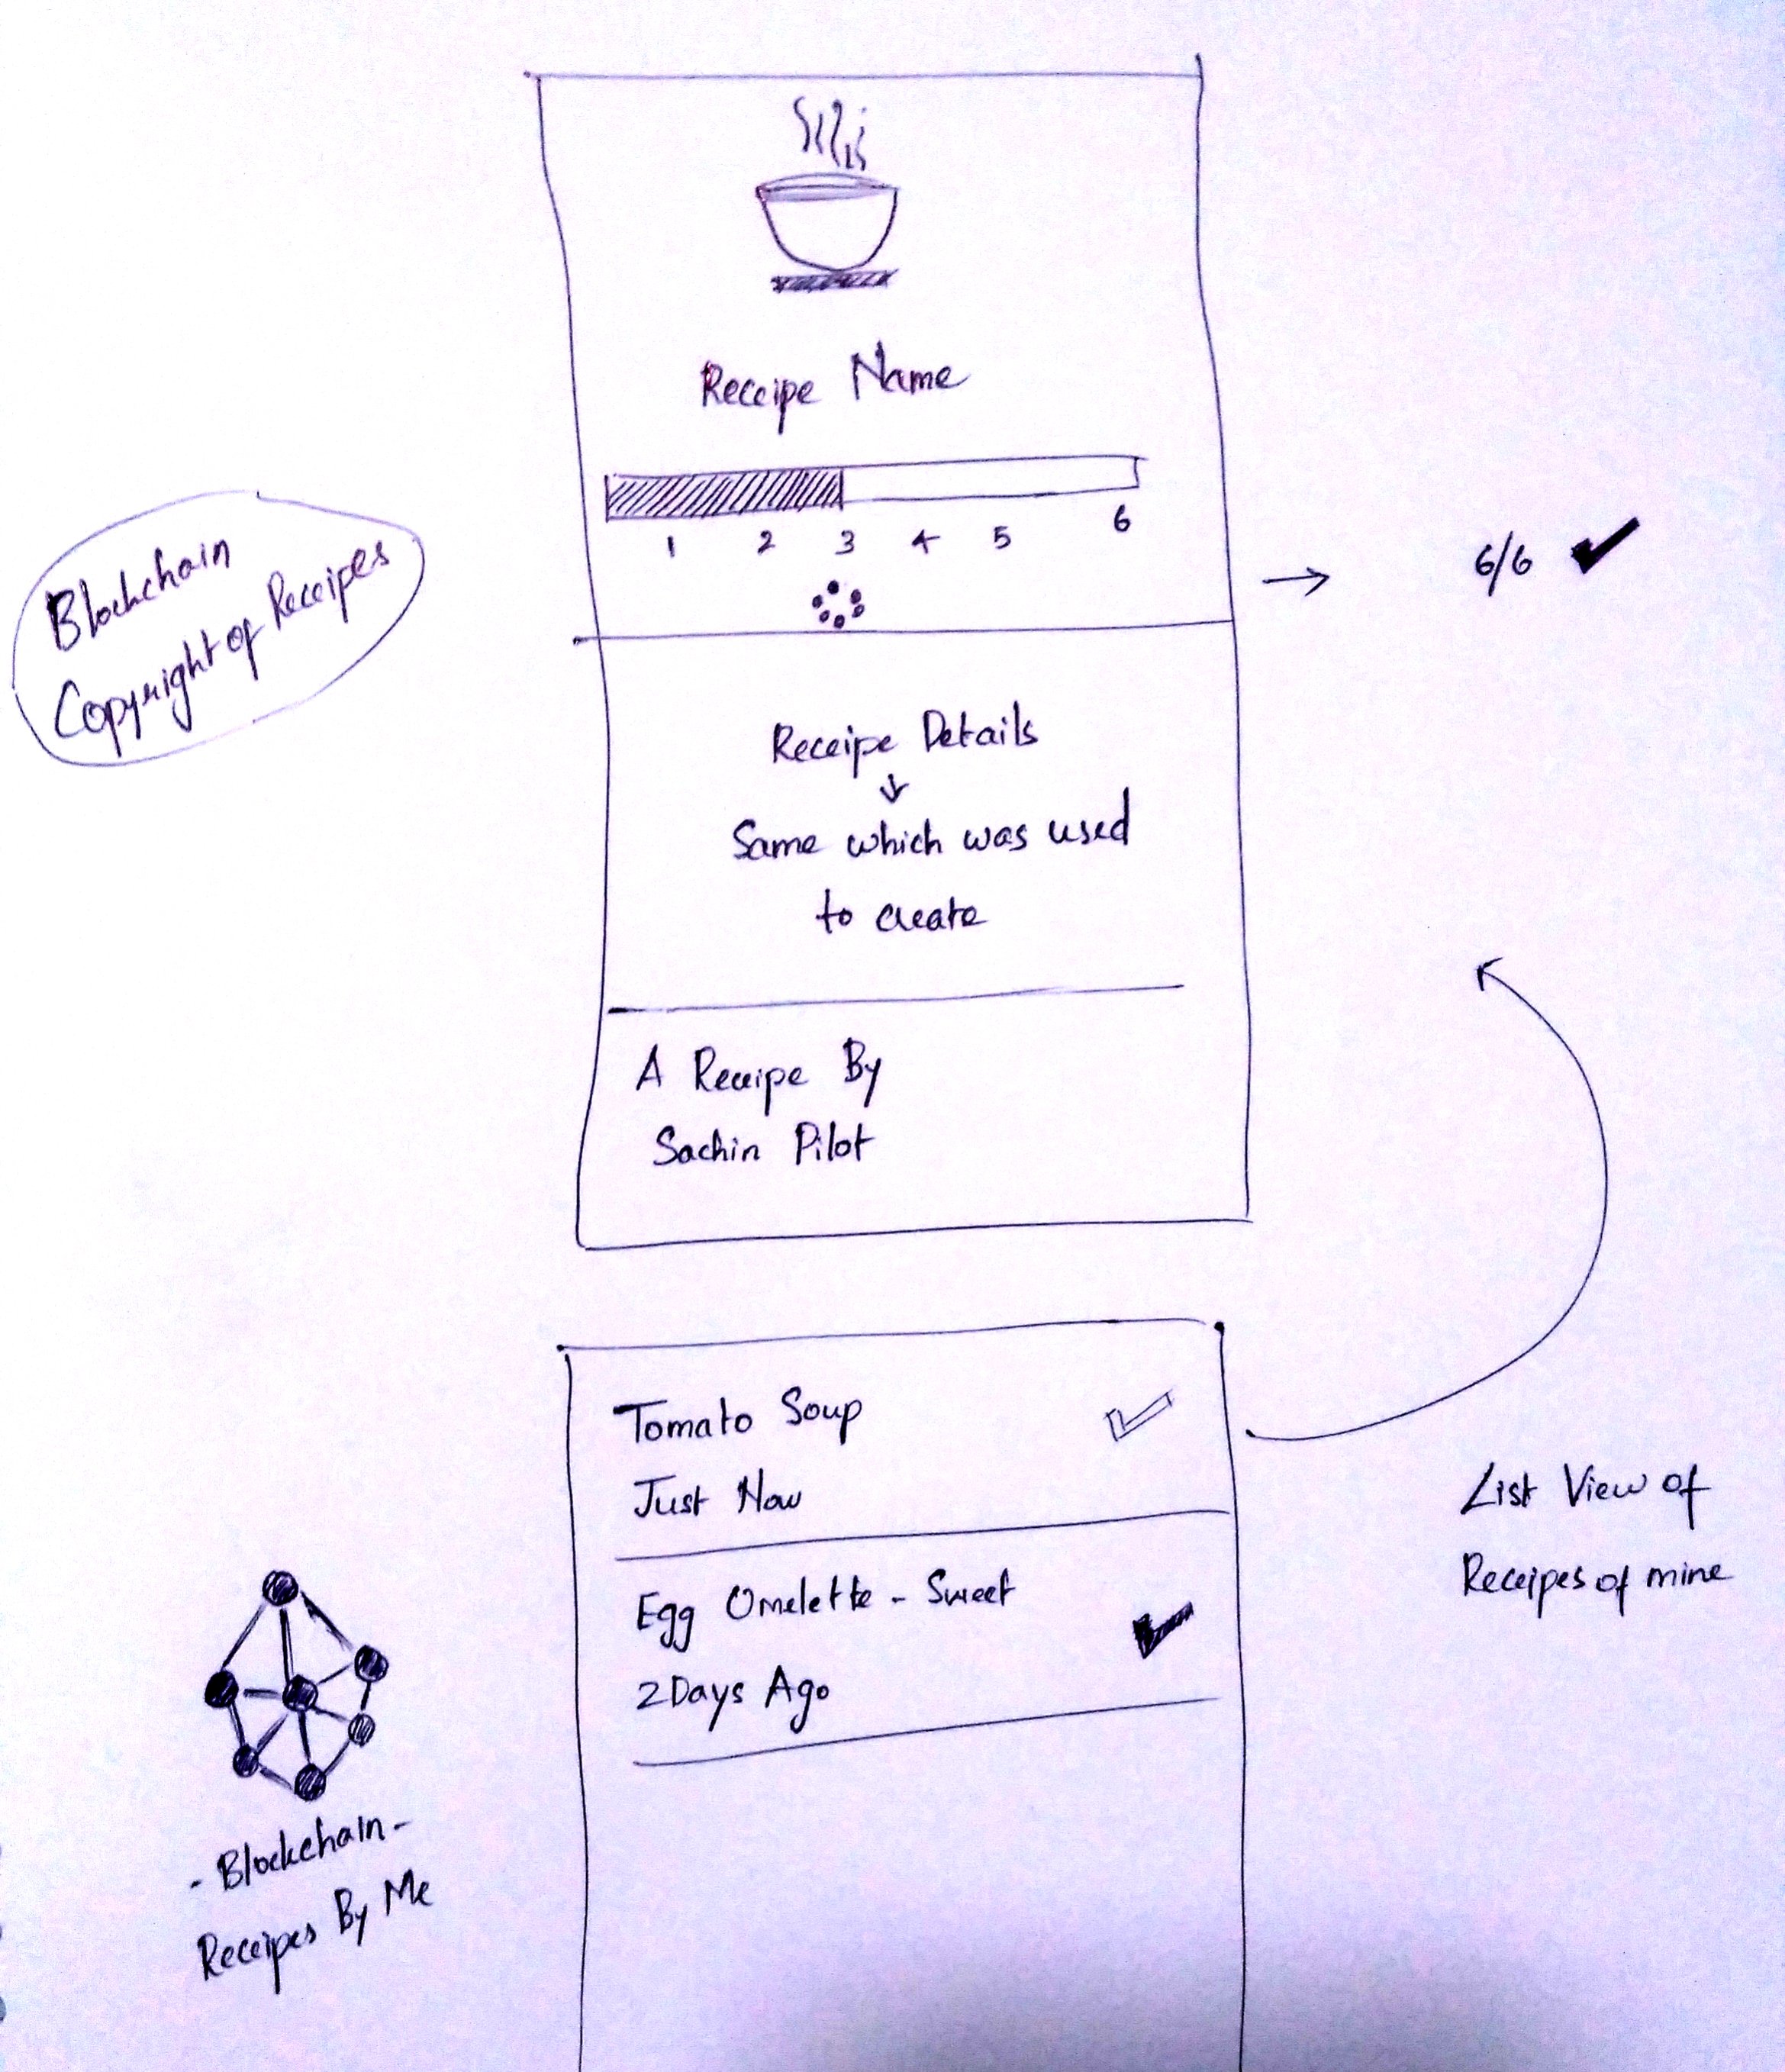 Receipe Name
1 2 3 4 5 6
6/6
Blockchain
Copyright of Receipes
Receipe Details
Same which was used
to create
A Receipe By
Sachin Pilot
Tomato Soup
Just Now
Egg Omelette - Sweet
2Days Ago
List View of
Receipes of mine
- Blockchain -
Receipes By Me